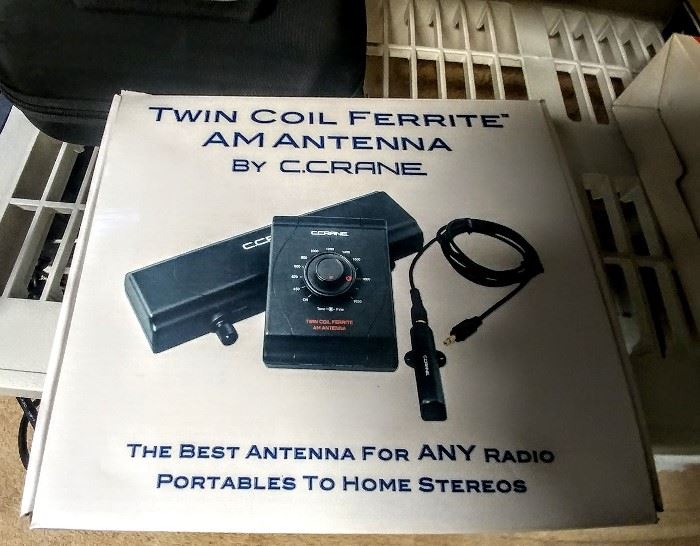 TWIN COIL FERRITE™
AM ANTENNA
BY C.CRANE
C.CRANE
TWIN COIL FERRITE
AM ANTENNA
C.CRANE
THE BEST ANTENNA FOR ANY RADIO
PORTABLES TO HOME STEREOS